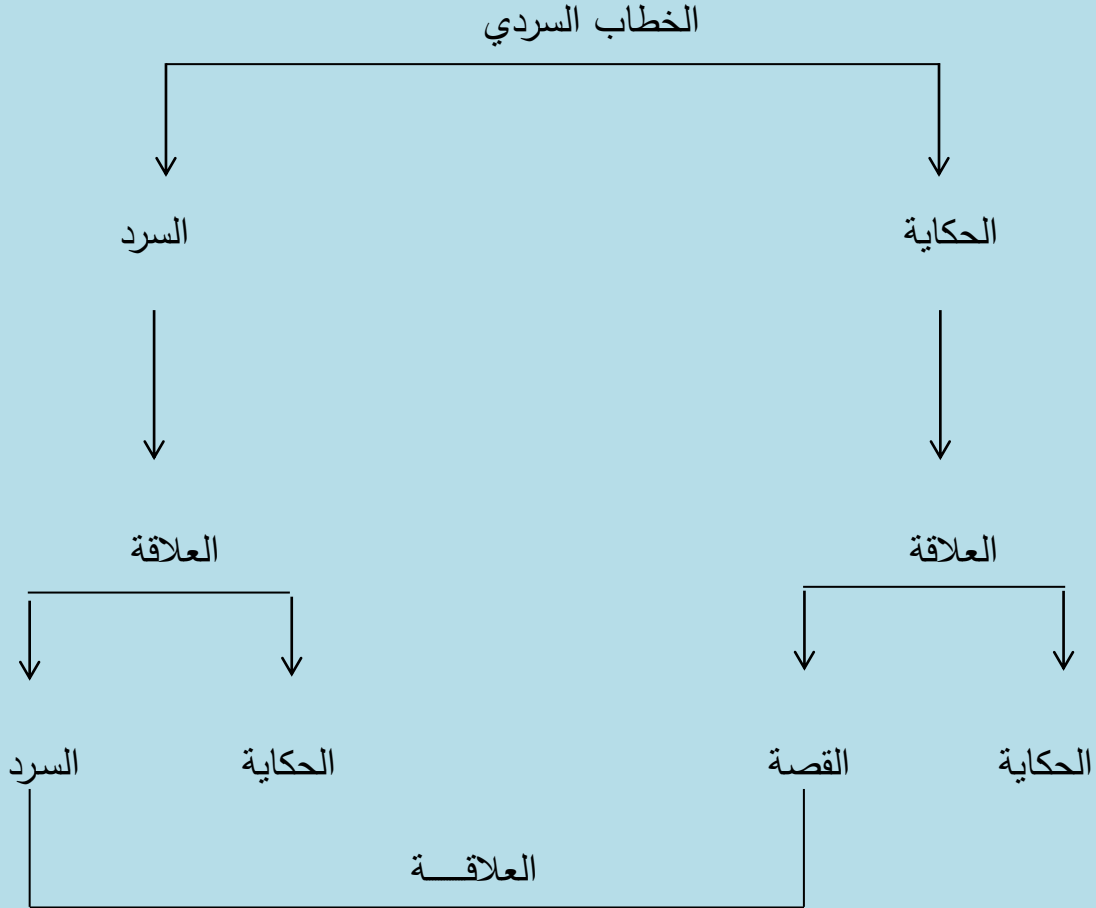 الخطاب السردي
الحكاية السرد
العلاقة العلاقة
الحكاية القصة الحكاية السرد
العلاقـــة